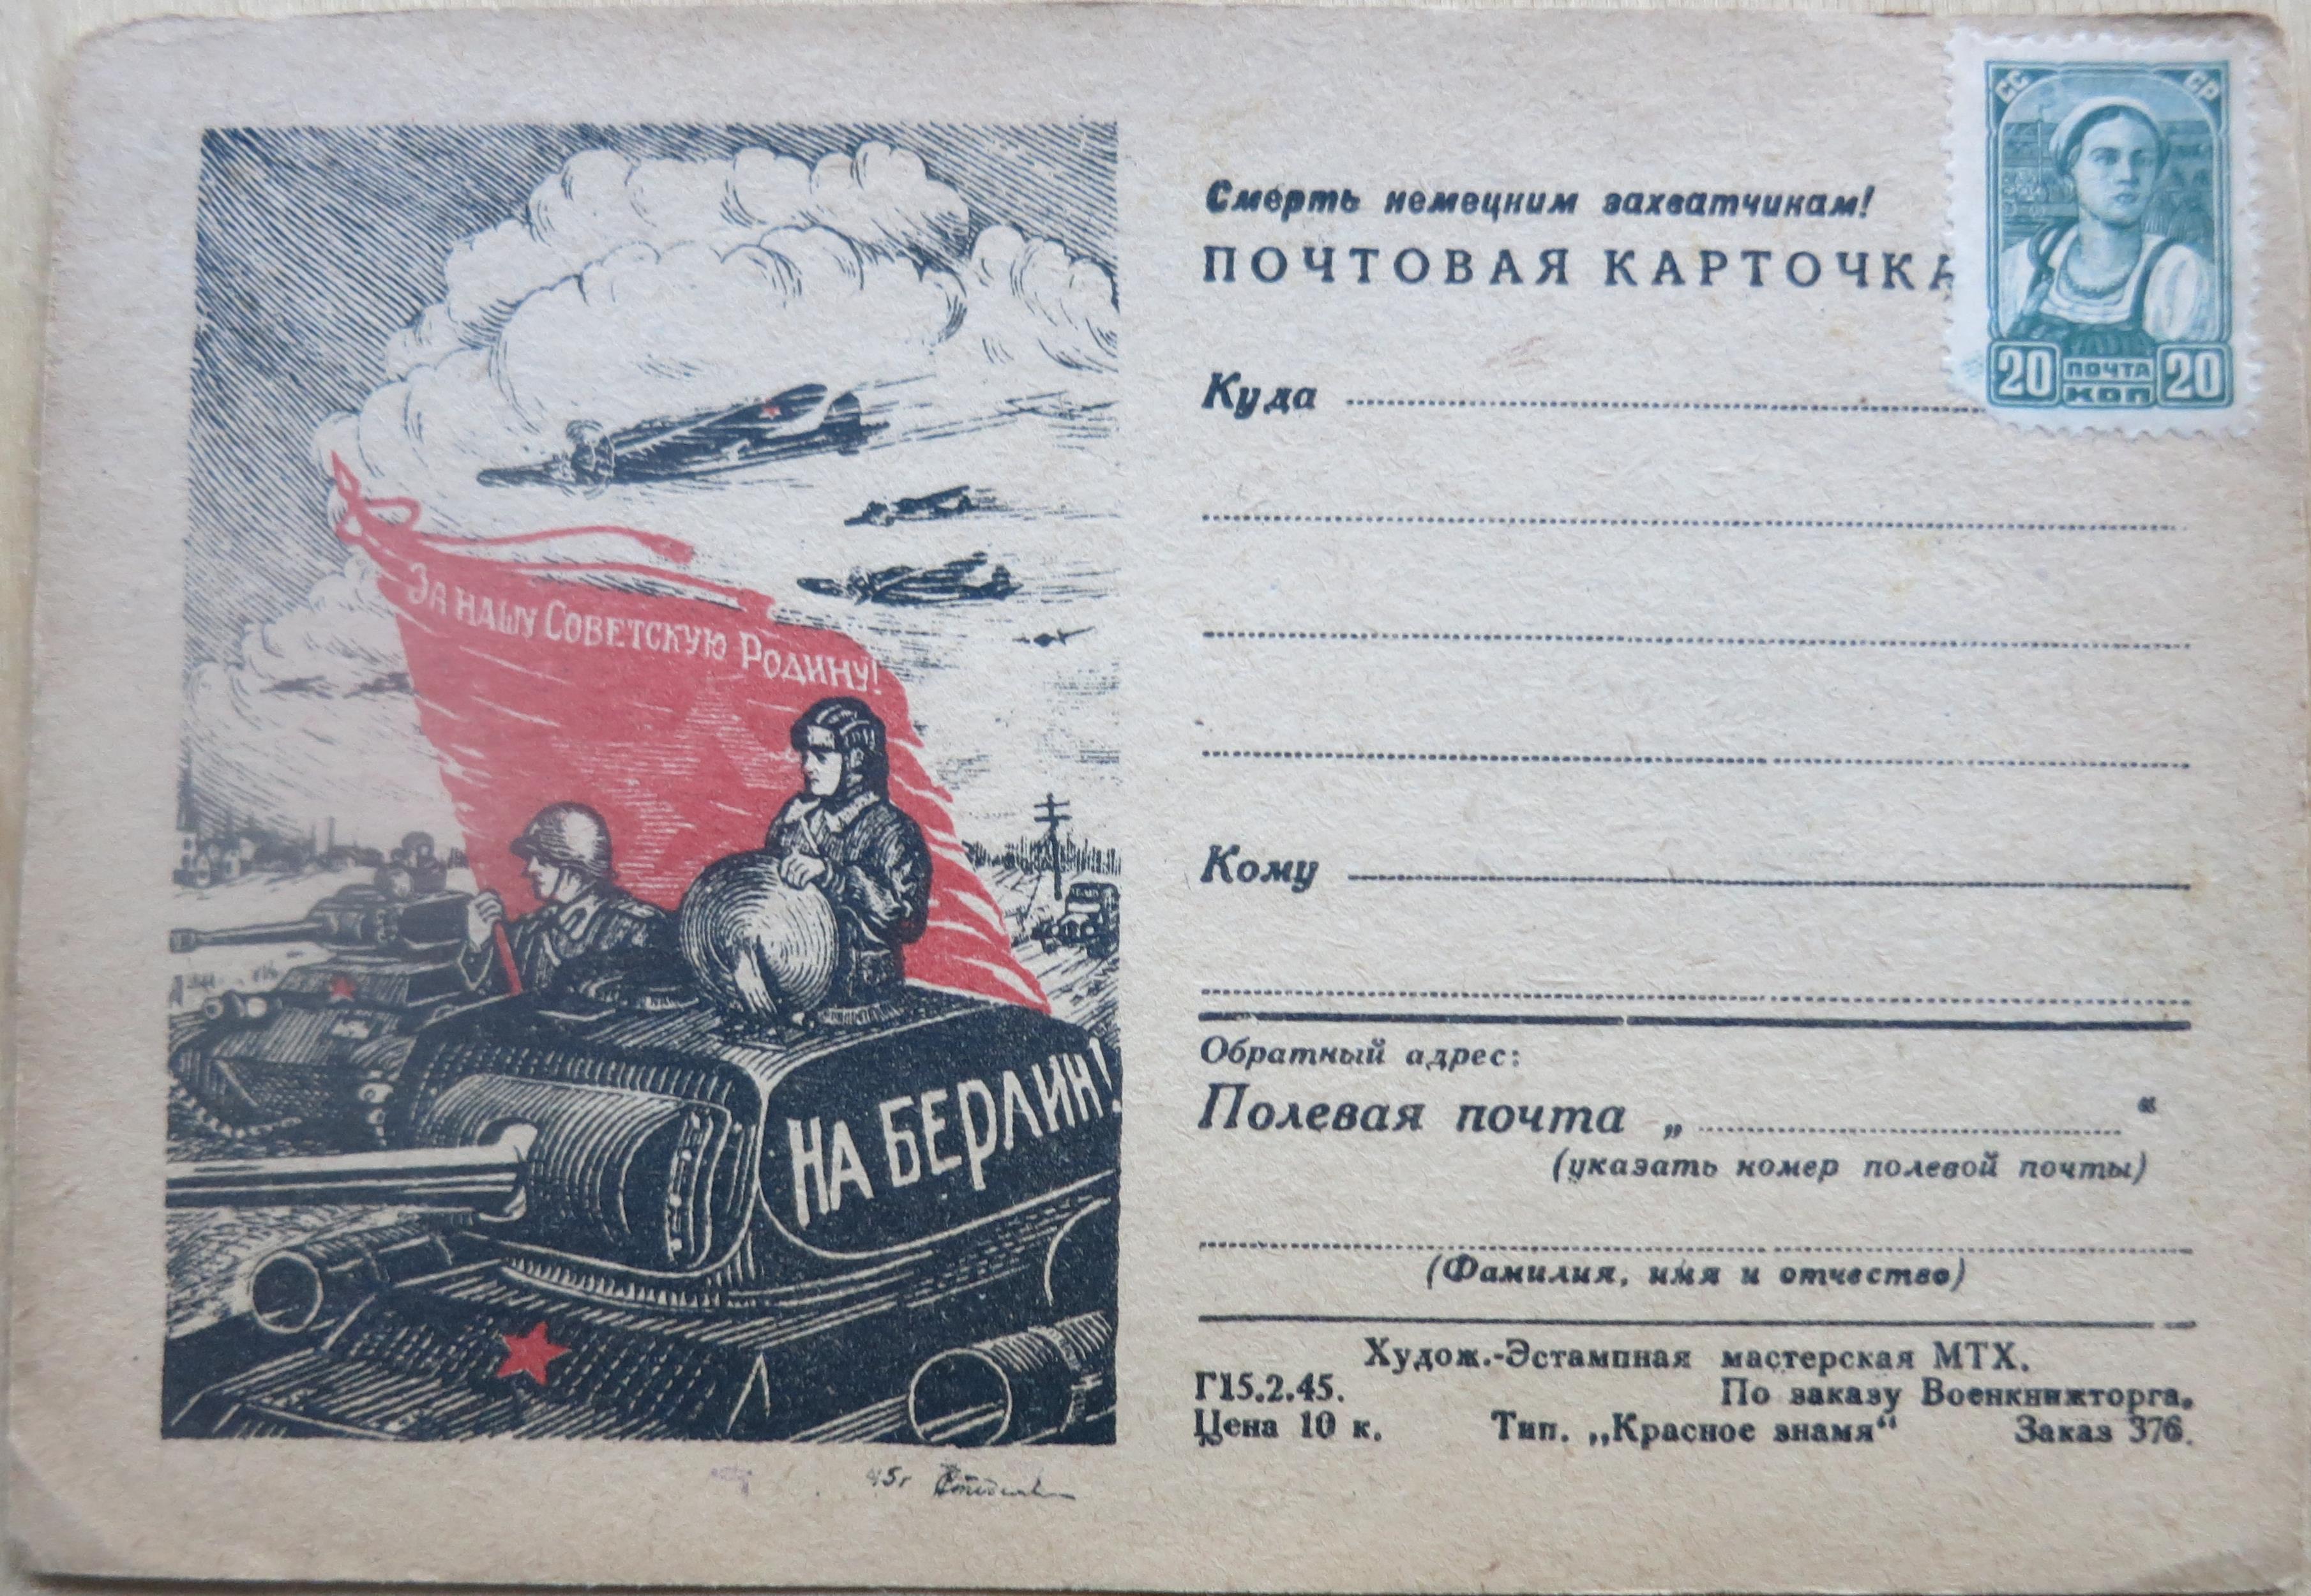 За нашу Советскую Родину!
На Берлин!
45г
Смерть немецким захватчикам!
ПОЧТОВАЯ КАРТОЧКА
СС СР
20 ПОЧТА 20
КОП
Куда
Кому
Обратный адрес:
Полевая почта „ “
(указать номер полевой почты)
(Фамилия, имя и отчество)
Худож.-Эстампная мастерская МТХ.
Г15.2.45. По заказу Военкнижторга.
Цена 10 к. Тип. „Красное знамя“ Заказ 376.